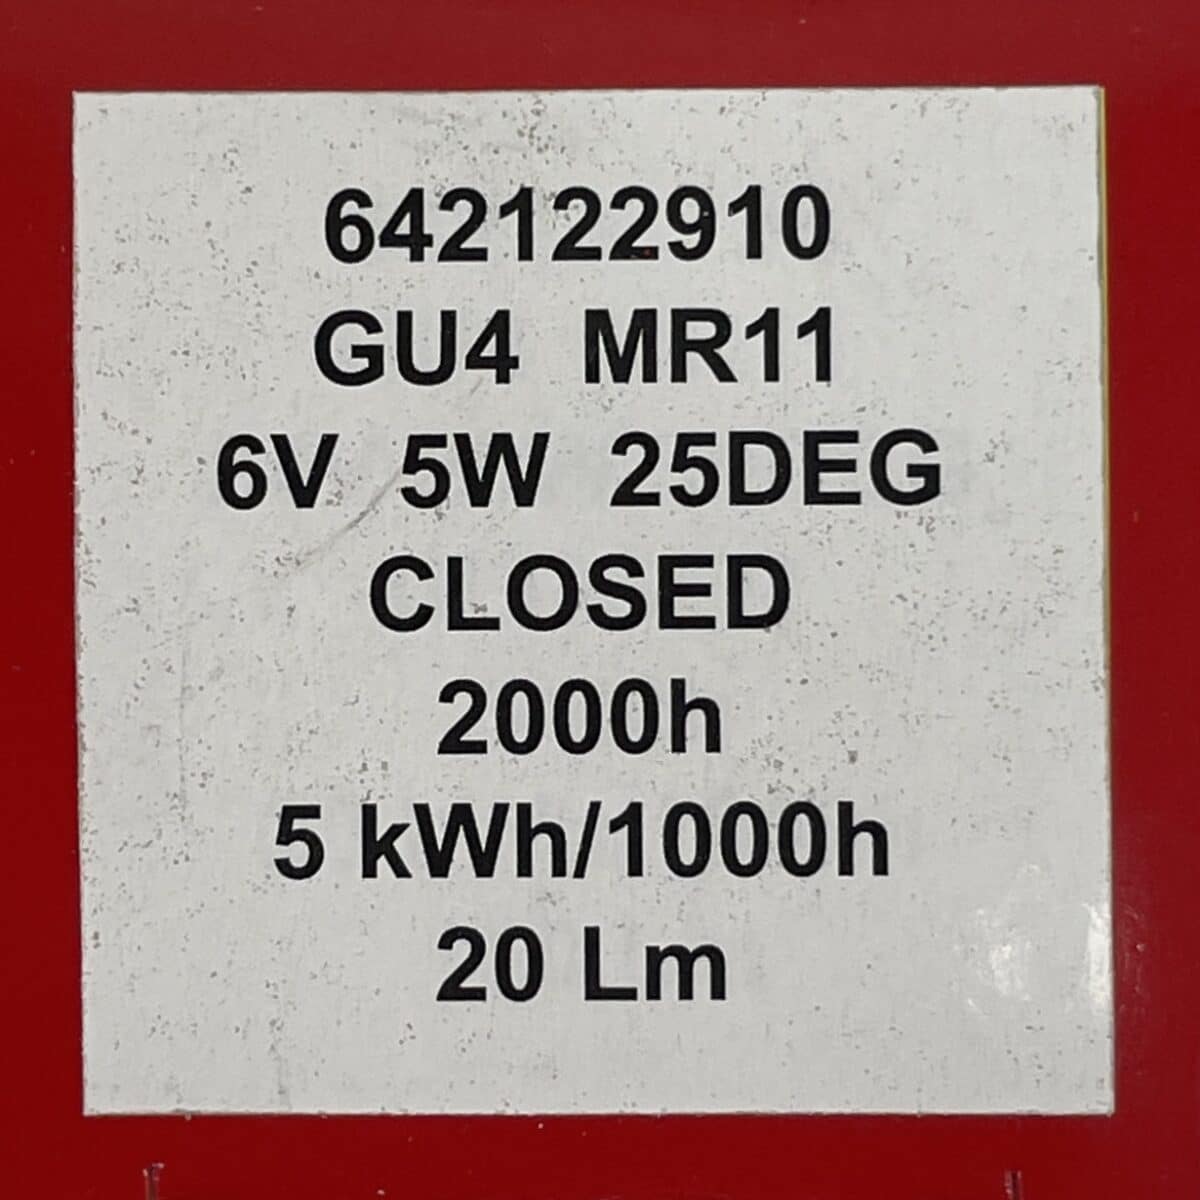 642122910
GU4 MR11
6V 5W 25DEG
CLOSED
2000h
5 kWh/1000h
20 Lm